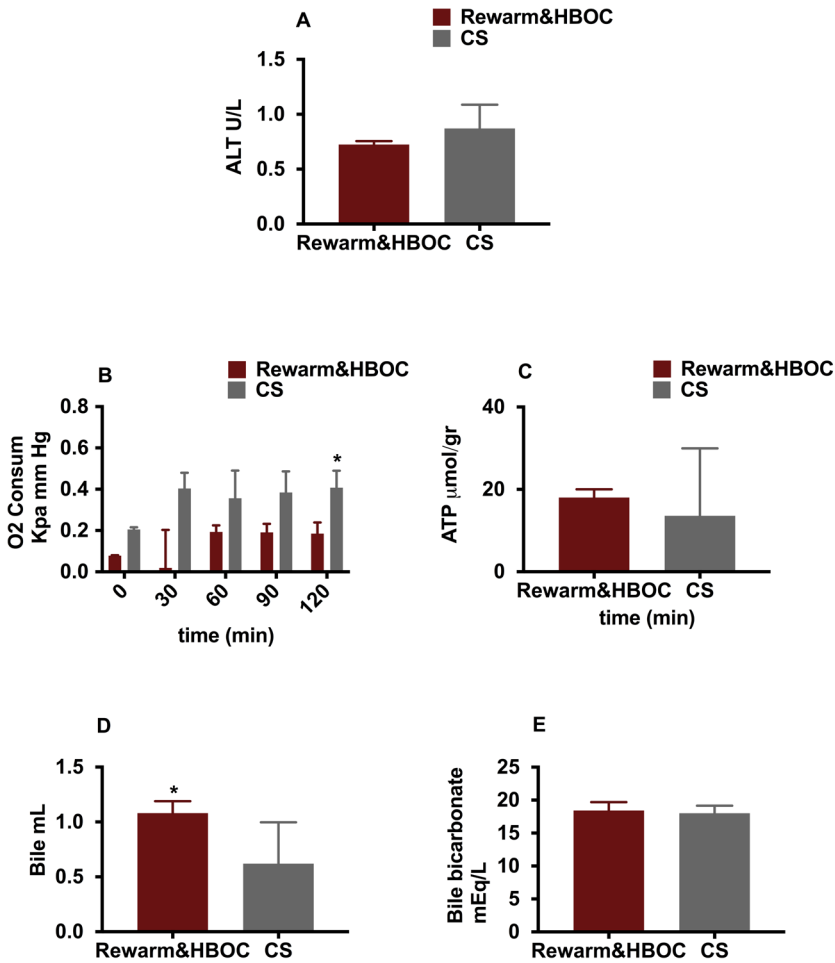 A
Rewarm&HBOC
CS
ALT U/L
1.5
1.0
0.5
0.0
Rewarm&HBOC CS
B
Rewarm&HBOC
CS
O2 Consum
Kpa mm Hg
0.8
0.6
0.4
0.2
0.0
*
0 30 60 90 120
time (min)
C
Rewarm&HBOC
CS
ATP μmol/gr
40
20
0
Rewarm&HBOC CS
time (min)
D
Bile mL
1.5
1.0
0.5
0.0
*
Rewarm&HBOC CS
E
Bile bicarbonate
mEq/L
25
20
15
10
5
0
Rewarm&HBOC CS